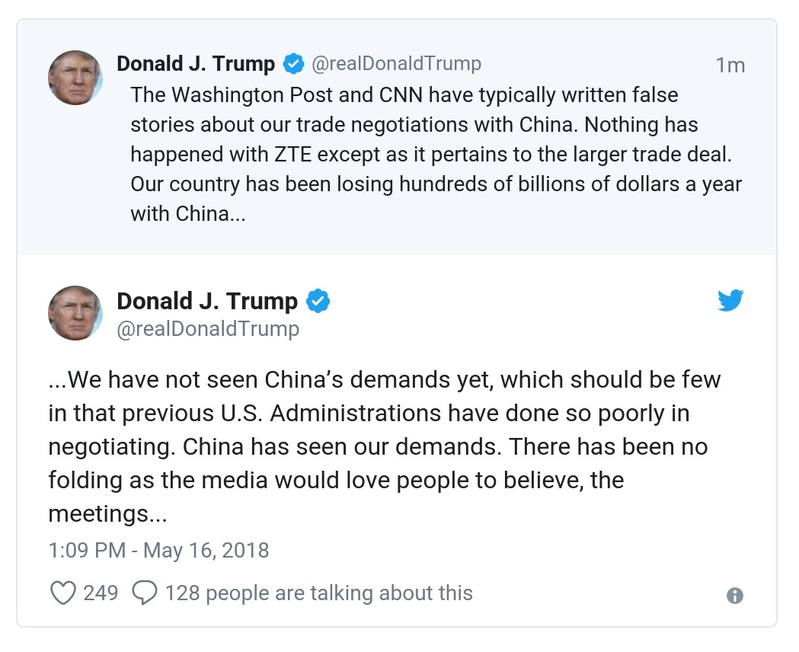 Donald J. Trump @realDonaldTrump 1m
The Washington Post and CNN have typically written false
stories about our trade negotiations with China. Nothing has
happened with ZTE except as it pertains to the larger trade deal.
Our country has been losing hundreds of billions of dollars a year
with China...
Donald J. Trump
@realDonaldTrump
...We have not seen China’s demands yet, which should be few
in that previous U.S. Administrations have done so poorly in
negotiating. China has seen our demands. There has been no
folding as the media would love people to believe, the
meetings...
1:09 PM - May 16, 2018
249 128 people are talking about this